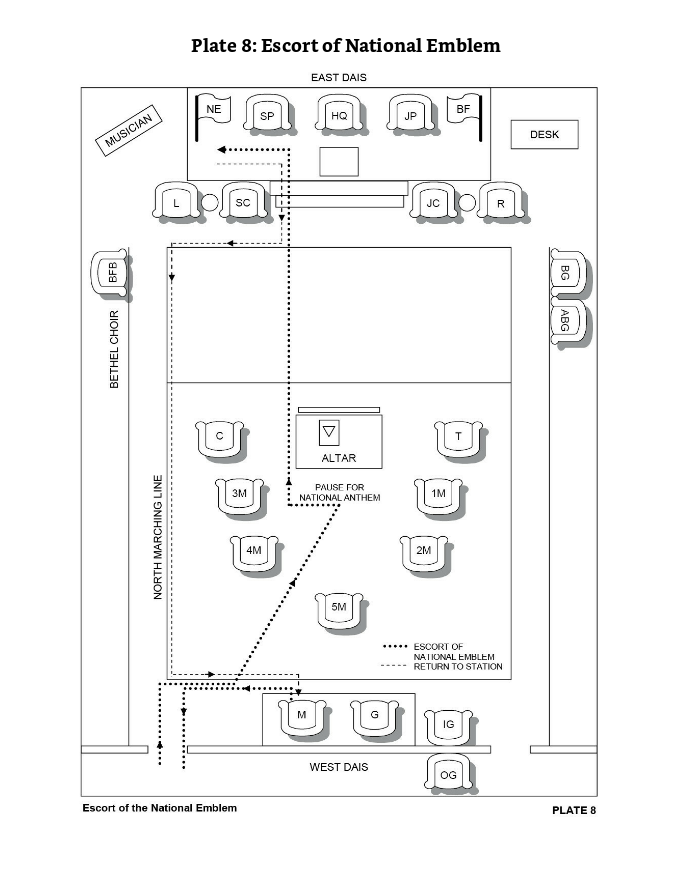 Plate 8: Escort of National Emblem
EAST DAIS
MUSICIAN
NE
SP
HQ
JP
BF
DESK
L
SC
JC
R
BFB
BG
ABG
BETHEL CHOIR
C
T
ALTAR
3M
PAUSE FOR
NATIONAL ANTHEM
1M
NORTH MARCHING LINE
4M
2M
5M
ESCORT OF
NATIONAL EMBLEM
RETURN TO STATION
M
G
IG
WEST DAIS
OG
Escort of the National Emblem
PLATE 8